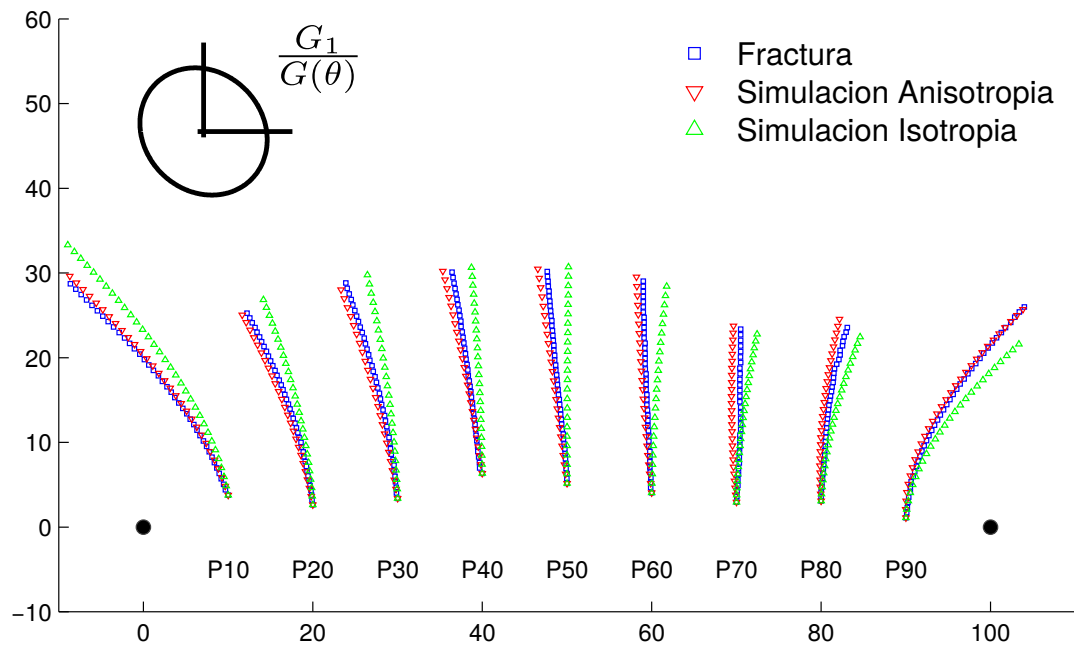 60
50
40
30
20
10
0
−10
G1
G(θ)
Fractura
Simulacion Anisotropia
Simulacion Isotropia
P10 P20 P30 P40 P50 P60 P70 P80 P90
0 20 40 60 80 100